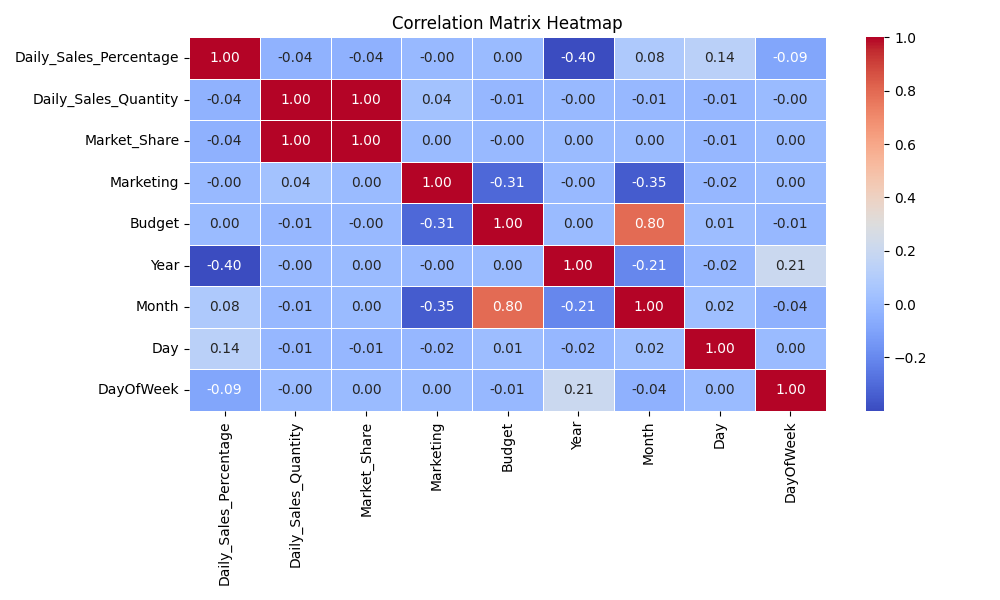 Correlation Matrix Heatmap
Daily_Sales_Percentage 1.00 -0.04 -0.04 -0.00 0.00 -0.40 0.08 0.14 -0.09
Daily_Sales_Quantity -0.04 1.00 1.00 0.04 -0.01 -0.00 -0.01 -0.01 -0.00
Market_Share -0.04 1.00 1.00 0.00 -0.00 0.00 0.00 -0.01 0.00
Marketing -0.00 0.04 0.00 1.00 -0.31 -0.00 -0.35 -0.02 0.00
Budget 0.00 -0.01 -0.00 -0.31 1.00 0.00 0.80 0.01 -0.01
Year -0.40 -0.00 0.00 -0.00 0.00 1.00 -0.21 -0.02 0.21
Month 0.08 -0.01 0.00 -0.35 0.80 -0.21 1.00 0.02 -0.04
Day 0.14 -0.01 -0.01 -0.02 0.01 -0.02 0.02 1.00 0.00
DayOfWeek -0.09 -0.00 0.00 0.00 -0.01 0.21 -0.04 0.00 1.00
Daily_Sales_Percentage
Daily_Sales_Quantity
Market_Share
Marketing
Budget
Year
Month
Day
DayOfWeek
1.0
0.8
0.6
0.4
0.2
0.0
−0.2